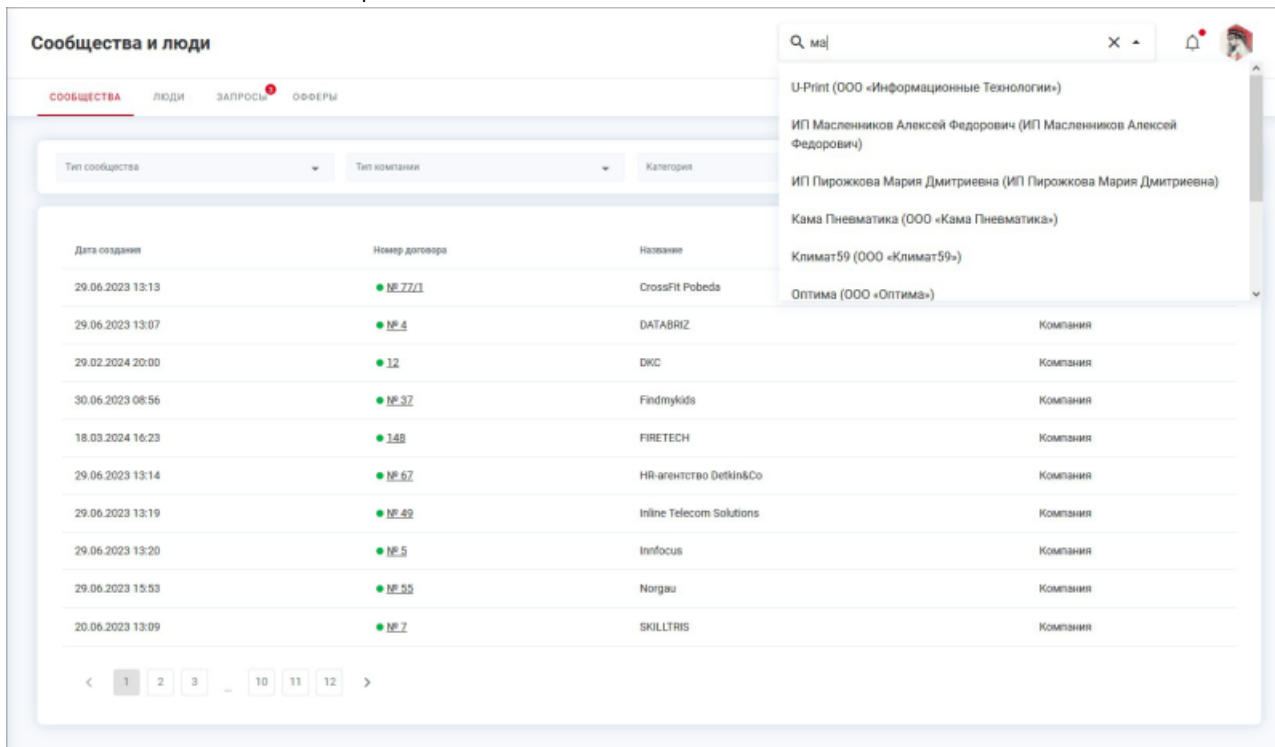 Сообщества и люди
ма
СООБЩЕСТВА ЛЮДИ ЗАПРОСЫ 3 ОФФЕРЫ
U-Print (ООО «Информационные Технологии»)
ИП Масленников Алексей Федорович (ИП Масленников Алексей
Федорович)
ИП Пирожкова Мария Дмитриевна (ИП Пирожкова Мария Дмитриевна)
Кама Пневматика (ООО «Кама Пневматика»)
Климат59 (ООО «Климат59»)
Оптима (ООО «Оптима»)
Тип сообщества Тип компании Категория
Дата создания Номер договора Название
29.06.2023 13:13 № 77/1 CrossFit Pobeda
29.06.2023 13:07 № 4 DATABRIZ Компания
29.02.2024 20:00 12 DKC Компания
30.06.2023 08:56 № 37 Findmykids Компания
18.03.2024 16:23 148 FIRETECH Компания
29.06.2023 13:14 № 67 HR-агентство Detkin&Co Компания
29.06.2023 13:19 № 49 Inline Telecom Solutions Компания
29.06.2023 13:20 № 5 Innfocus Компания
29.06.2023 15:53 № 55 Norgau Компания
20.06.2023 13:09 № 7 SKILLTRIS Компания
< 1 2 3 ... 10 11 12 >